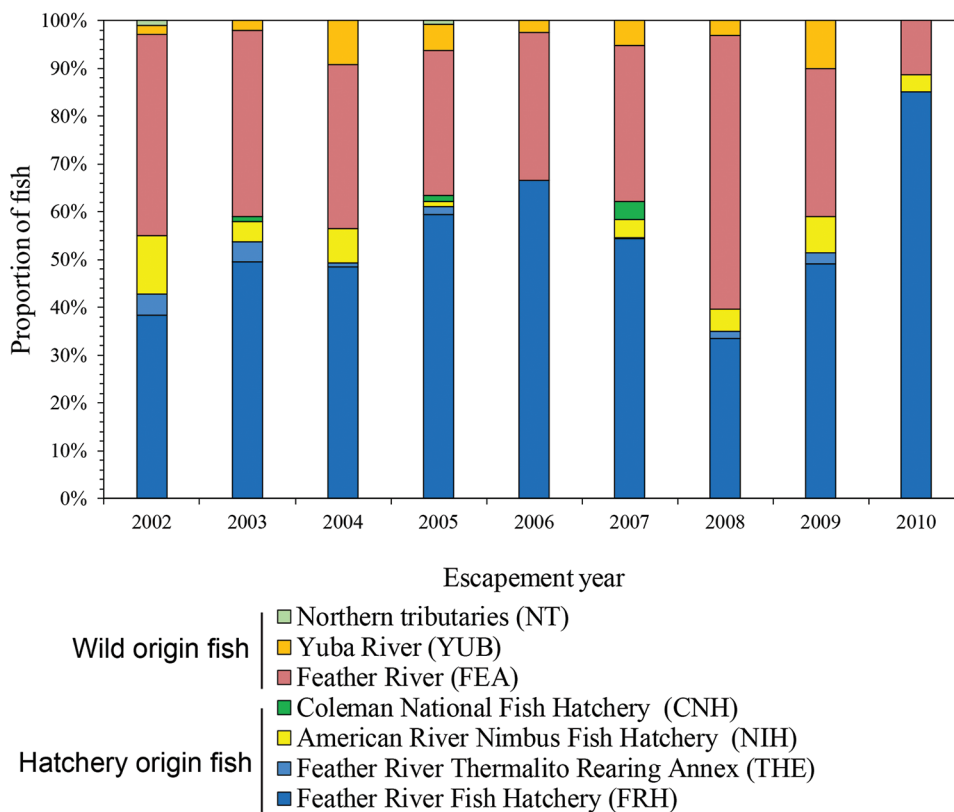 100%
90%
80%
70%
60%
50%
40%
30%
20%
10%
0%
Proportion of fish
2002 2003 2004 2005 2006 2007 2008 2009 2010
Escapement year
Wild origin fish
Northern tributaries (NT)
Yuba River (YUB)
Feather River (FEA)
Hatchery origin fish
Coleman National Fish Hatchery (CNH)
American River Nimbus Fish Hatchery (NIH)
Feather River Thermalito Rearing Annex (THE)
Feather River Fish Hatchery (FRH)